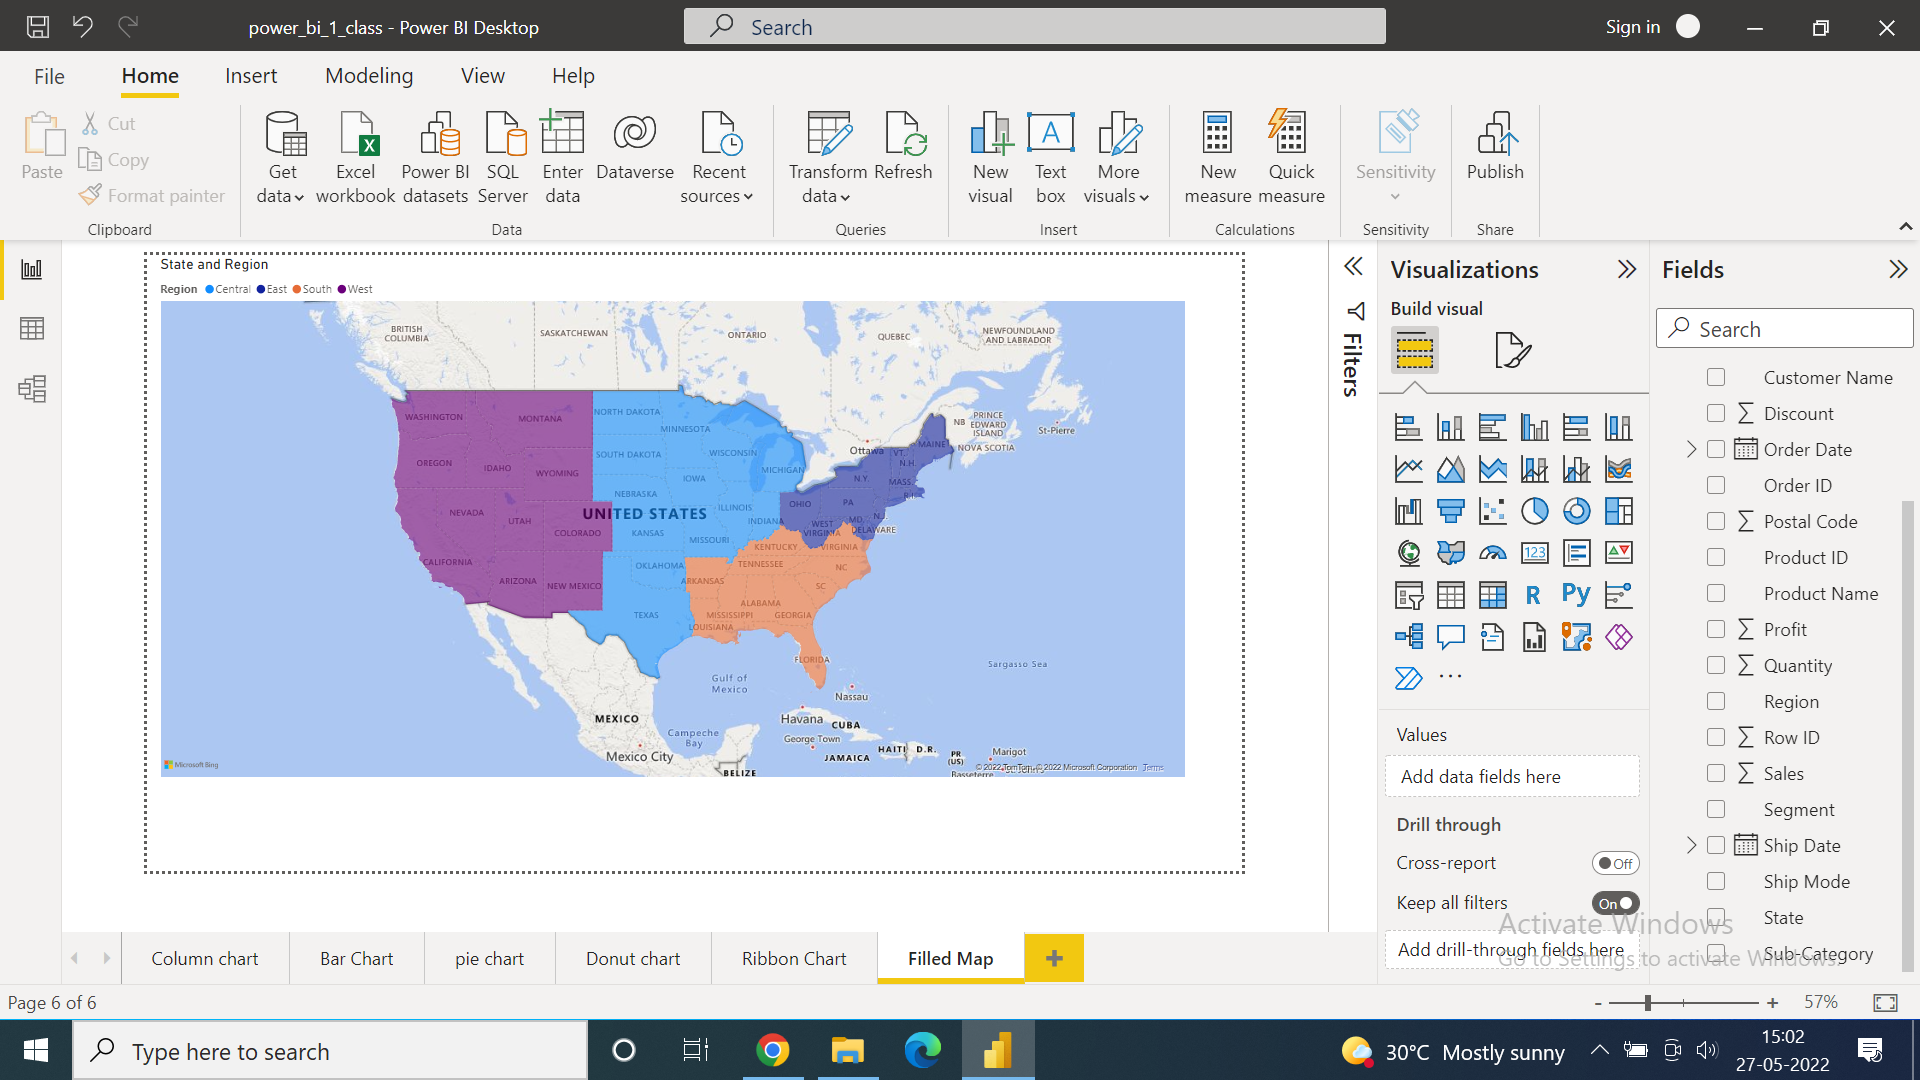 power_bi_1_class - Power BI Desktop
Search
Sign in
File
Home
Insert
Modeling
View
Help
Paste
Cut
Copy
Format painter
Get data
Excel workbook
Power BI datasets
SQL Server
Enter data
Dataverse
Recent sources
Transform data
Refresh
New visual
Text box
More visuals
New measure
Quick measure
Sensitivity
Publish
Clipboard
Data
Queries
Insert
Calculations
Sensitivity
Share
State and Region
Region Central East South West
BRITISH COLUMBIA
SASKATCHEWAN
ONTARIO
QUEBEC
NEWFOUNDLAND AND LABRADOR
WASHINGTON
MONTANA
NORTH DAKOTA
MINNESOTA
NB
PRINCE EDWARD ISLAND
NOVA SCOTIA
St-Pierre
Ottawa
MAINE
VT.
N.H.
OREGON
IDAHO
WYOMING
SOUTH DAKOTA
WISCONSIN
MICHIGAN
N.Y.
MASS.
R.I.
NEBRASKA
IOWA
ILLINOIS
INDIANA
OHIO
PA
N.J.
MD.
DELAWARE
WEST VIRGINIA
VIRGINIA
NEVADA
UTAH
COLORADO
UNITED STATES
KANSAS
MISSOURI
KENTUCKY
CALIFORNIA
ARIZONA
NEW MEXICO
OKLAHOMA
ARKANSAS
TENNESSEE
NC
SC
TEXAS
MISSISSIPPI
ALABAMA
GEORGIA
LOUISIANA
FLORIDA
Gulf of Mexico
Sargasso Sea
Nassau
MEXICO
Havana
CUBA
Campeche Bay
George Town
Mexico City
JAMAICA
HAITI
D.R.
PR (US)
Marigot
St. John's
Basseterre
BELIZE
Microsoft Bing
© 2022 TomTom, © 2022 Microsoft Corporation Terms
Filters
Visualizations
Build visual
123
R
Py
Values
Add data fields here
Drill through
Cross-report
Off
Keep all filters
On
Add drill-through fields here
Fields
Search
Customer Name
Discount
Order Date
Order ID
Postal Code
Product ID
Product Name
Profit
Quantity
Region
Row ID
Sales
Segment
Ship Date
Ship Mode
State
Sub-Category
Activate Windows
Go to Settings to activate Windows.
Column chart
Bar Chart
pie chart
Donut chart
Ribbon Chart
Filled Map
Page 6 of 6
57%
Type here to search
30°C Mostly sunny
15:02
27-05-2022